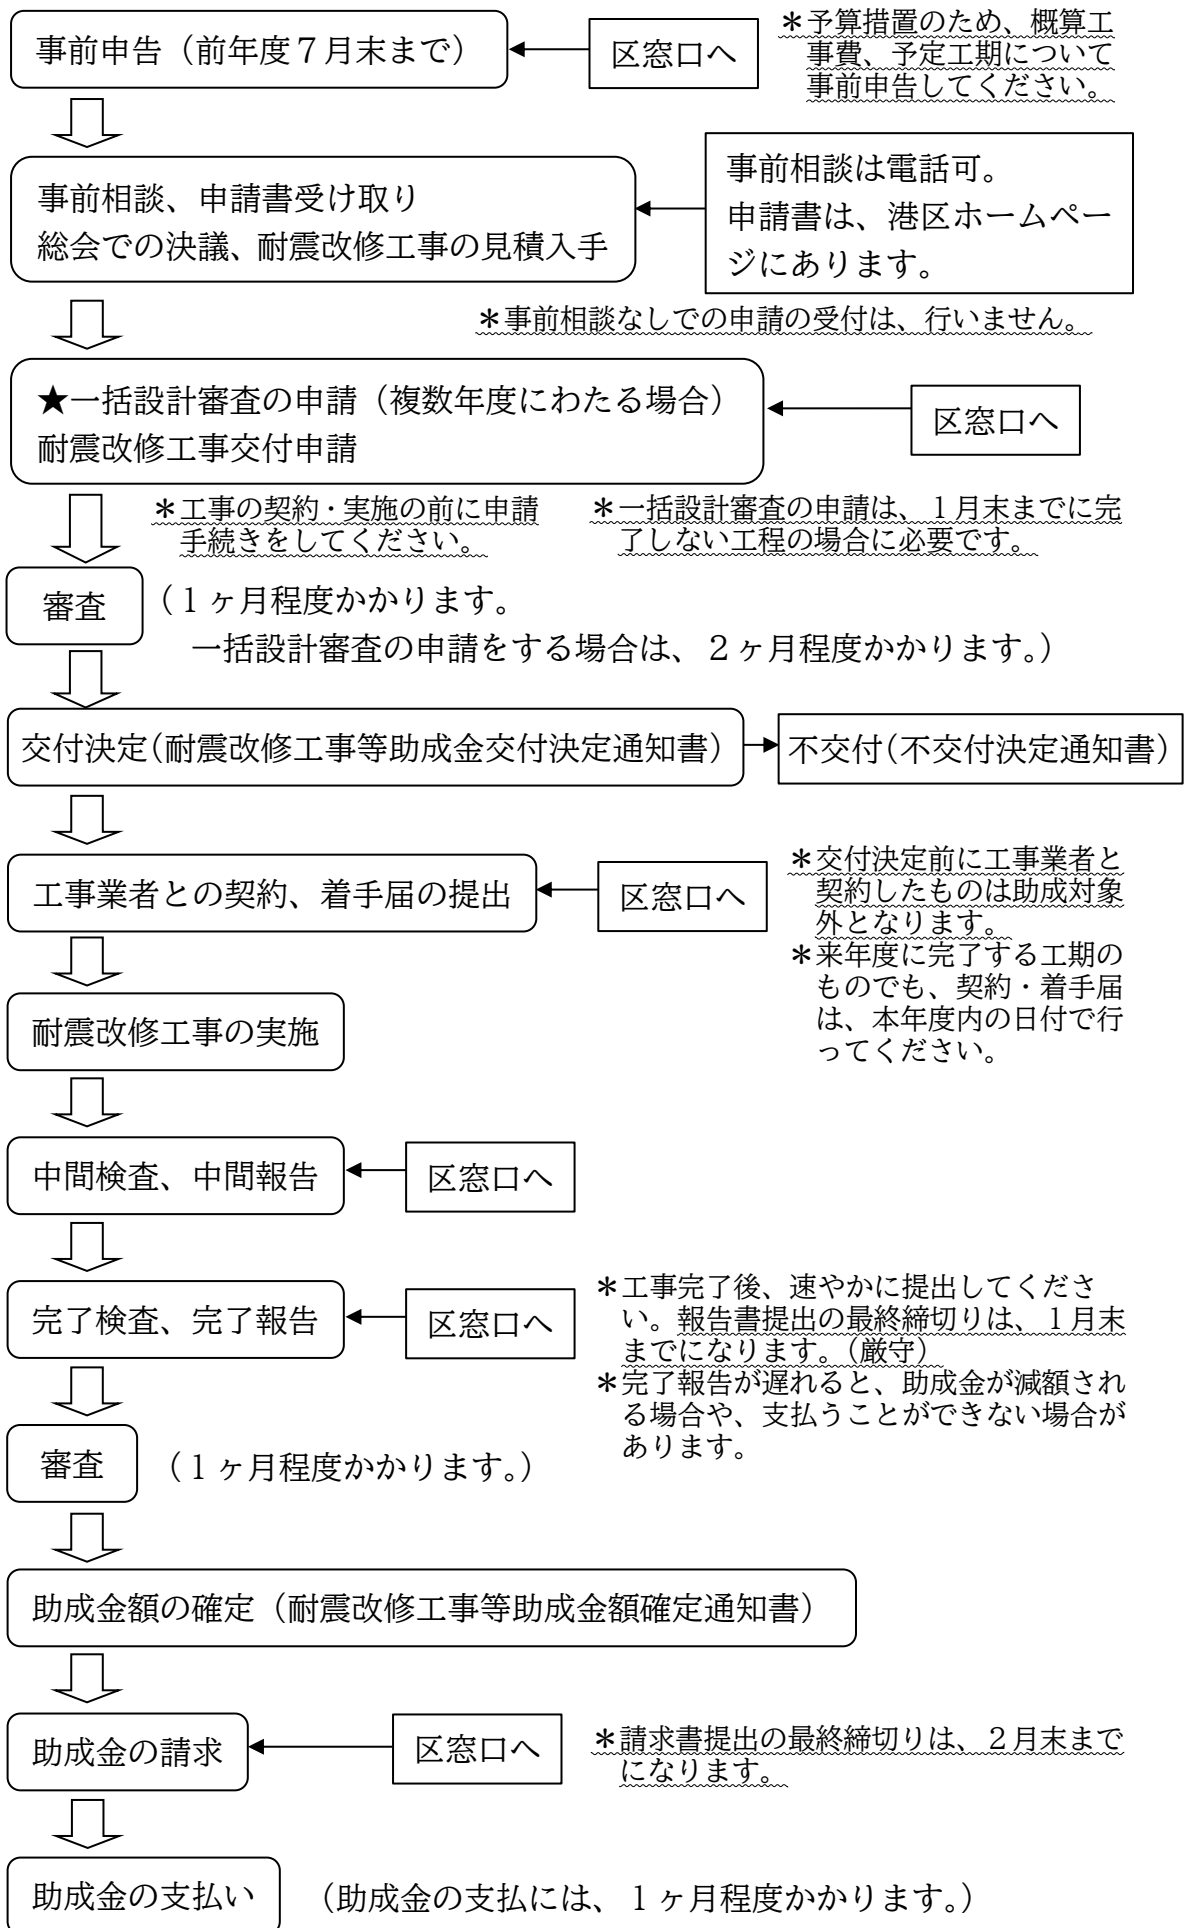 事前申告（前年度７月末まで）
区窓口へ
＊予算措置のため、概算工
事費、予定工期について
事前申告してください。
事前相談、申請書受け取り
総会での決議、耐震改修工事の見積入手
事前相談は電話可。
申請書は、港区ホームペー
ジにあります。
＊事前相談なしでの申請の受付は、行いません。
★一括設計審査の申請（複数年度にわたる場合）
耐震改修工事交付申請
区窓口へ
＊工事の契約・実施の前に申請
手続きをしてください。
＊一括設計審査の申請は、１月末までに完
了しない工程の場合に必要です。
審査
（１ヶ月程度かかります。
一括設計審査の申請をする場合は、２ヶ月程度かかります。）
交付決定（耐震改修工事等助成金交付決定通知書）
不交付（不交付決定通知書）
工事業者との契約、着手届の提出
区窓口へ
＊交付決定前に工事業者と
契約したものは助成対象
外となります。
＊来年度に完了する工期の
ものでも、契約・着手届
は、本年度内の日付で行
ってください。
耐震改修工事の実施
中間検査、中間報告
区窓口へ
完了検査、完了報告
区窓口へ
＊工事完了後、速やかに提出してくださ
い。報告書提出の最終締切りは、１月末
までになります。（厳守）
＊完了報告が遅れると、助成金が減額され
る場合や、支払うことができない場合が
あります。
審査
（１ヶ月程度かかります。）
助成金額の確定（耐震改修工事等助成金額確定通知書）
助成金の請求
区窓口へ
＊請求書提出の最終締切りは、２月末まで
になります。
助成金の支払い
（助成金の支払には、１ヶ月程度かかります。）